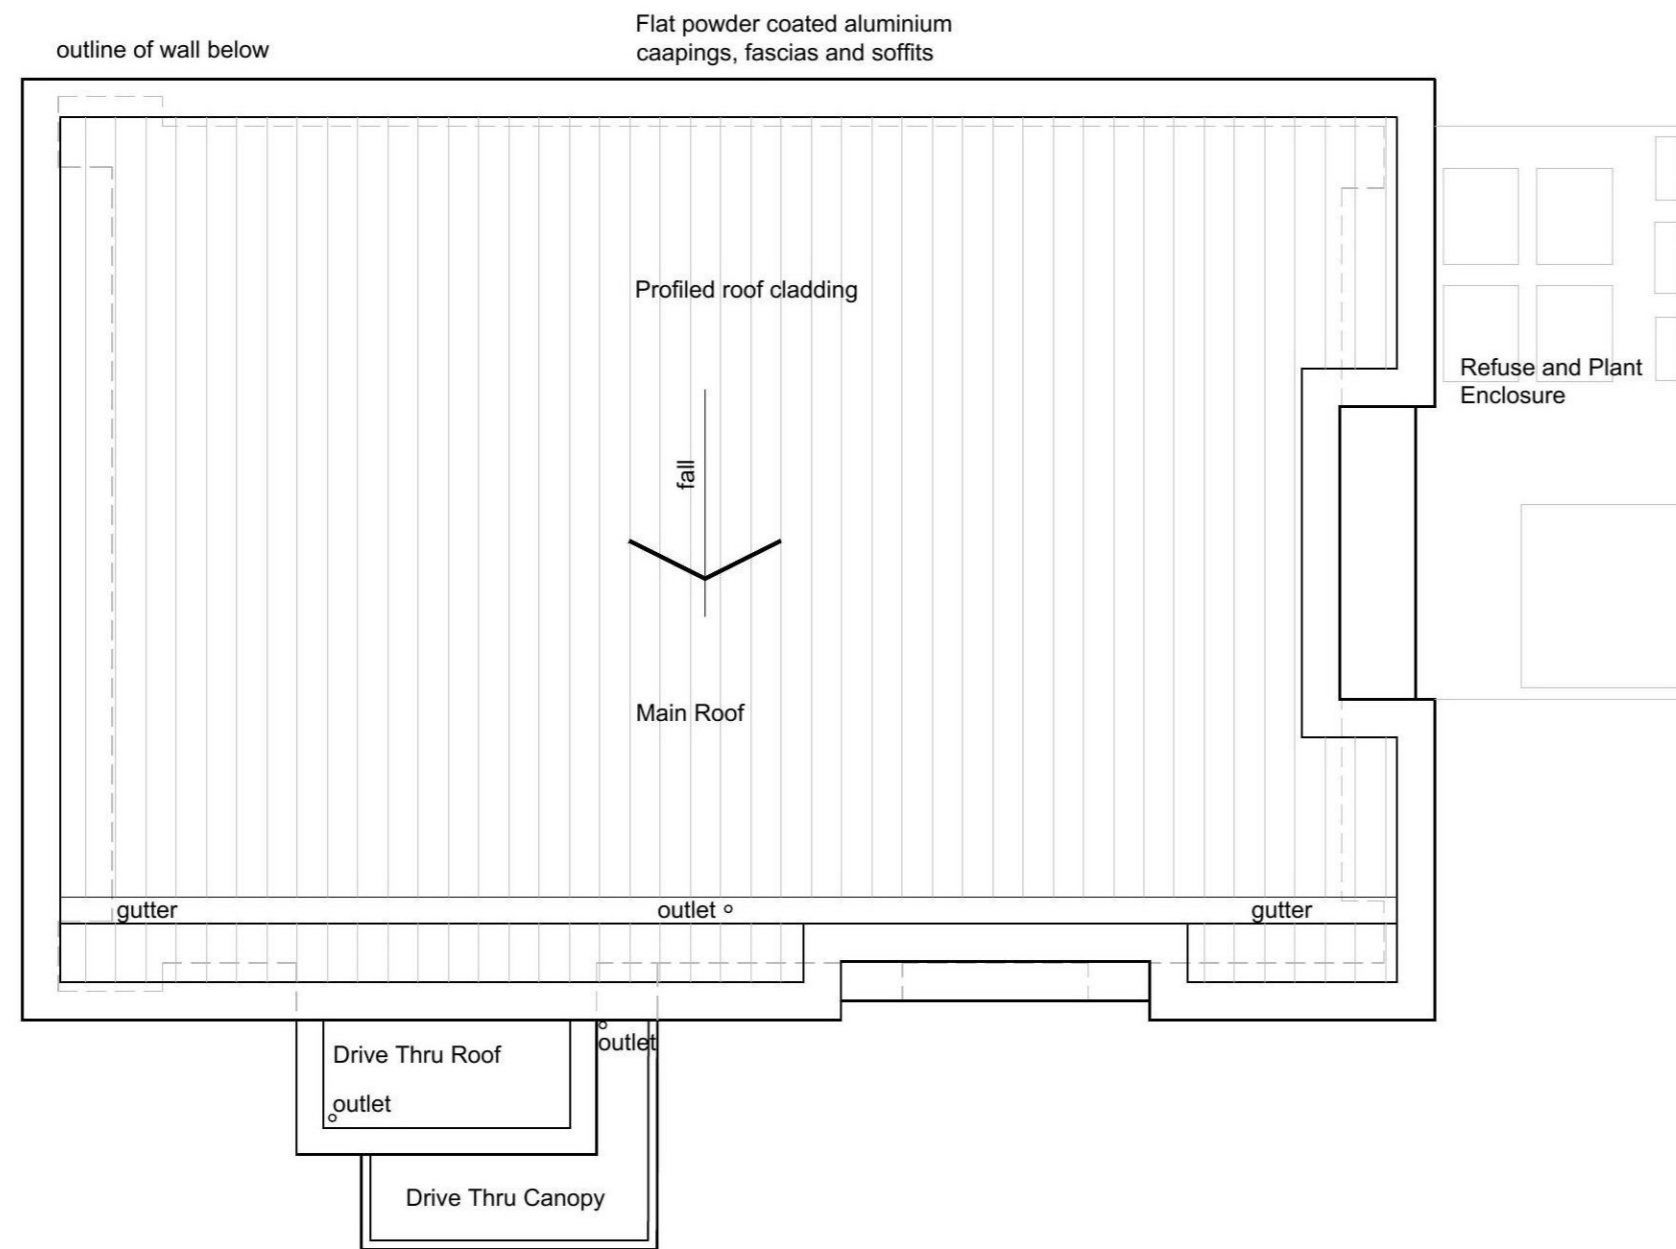 outline of wall below
Flat powder coated aluminium
caapings, fascias and soffits
Profiled roof cladding
Refuse and Plant
Enclosure
fall
Main Roof
gutter
outlet
gutter
outlet
Drive Thru Roof
outlet
Drive Thru Canopy